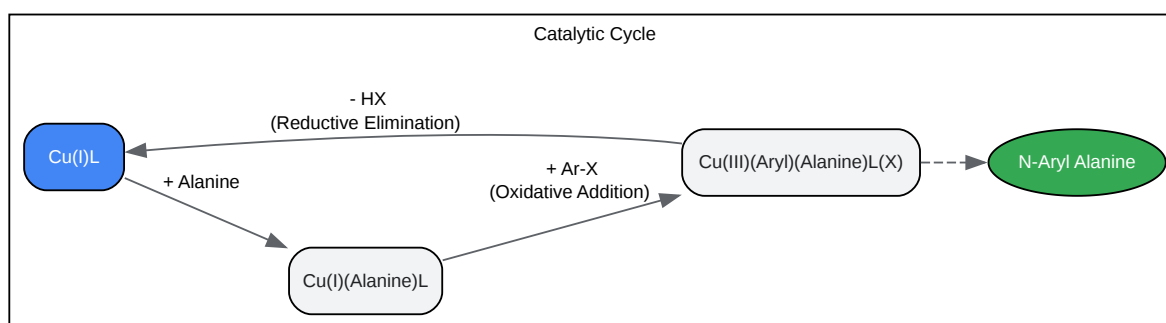 Catalytic Cycle
- HX
(Reductive Elimination)
Cu(I)L
+ Alanine
+ Ar-X
(Oxidative Addition)
Cu(III)(Aryl)(Alanine)L(X)
N-Aryl Alanine
Cu(I)(Alanine)L